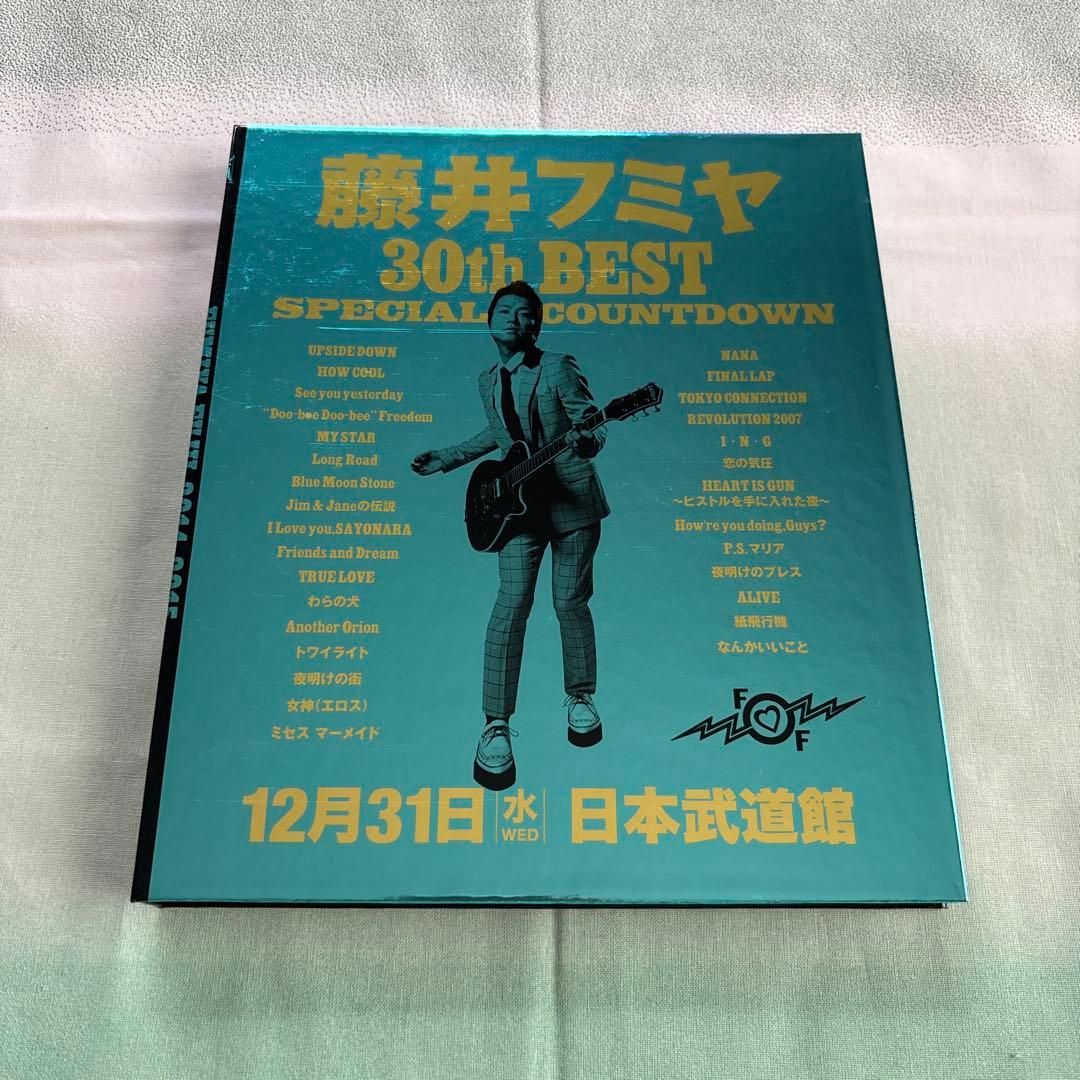 藤井フミヤ
30th BEST
SPECIAL COUNTDOWN
UPSIDE DOWN
HOW COOL
See you yesterday
"Doo-bee Doo-bee" Freedom
MY STAR
Long Road
Blue Moon Stone
Jim & Janeの伝説
I Love you, SAYONARA
Friends and Dream
TRUE LOVE
わらの犬
Another Orion
トワイライト
夜明けの街
女神(エロス)
ミセス マーメイド
NANA
FINAL LAP
TOKYO CONNECTION
REVOLUTION 2007
I・N・G
恋の気圧
HEART IS GUN
〜ピストルを手に入れた夜〜
How're you doing, Guys?
P.S.マリア
夜明けのブレス
ALIVE
紙飛行機
なんかいいこと
F F
12月31日 水 WED 日本武道館
2014-2015